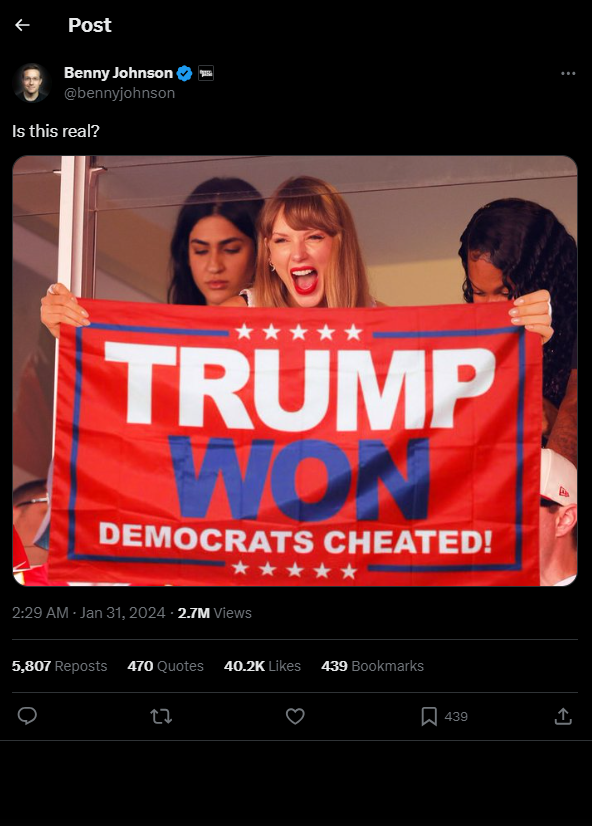 Post
Benny Johnson
@bennyjohnson
Is this real?
TRUMP
WON
DEMOCRATS CHEATED!
2:29 AM · Jan 31, 2024 · 2.7M Views
5,807 Reposts 470 Quotes 40.2K Likes 439 Bookmarks
439